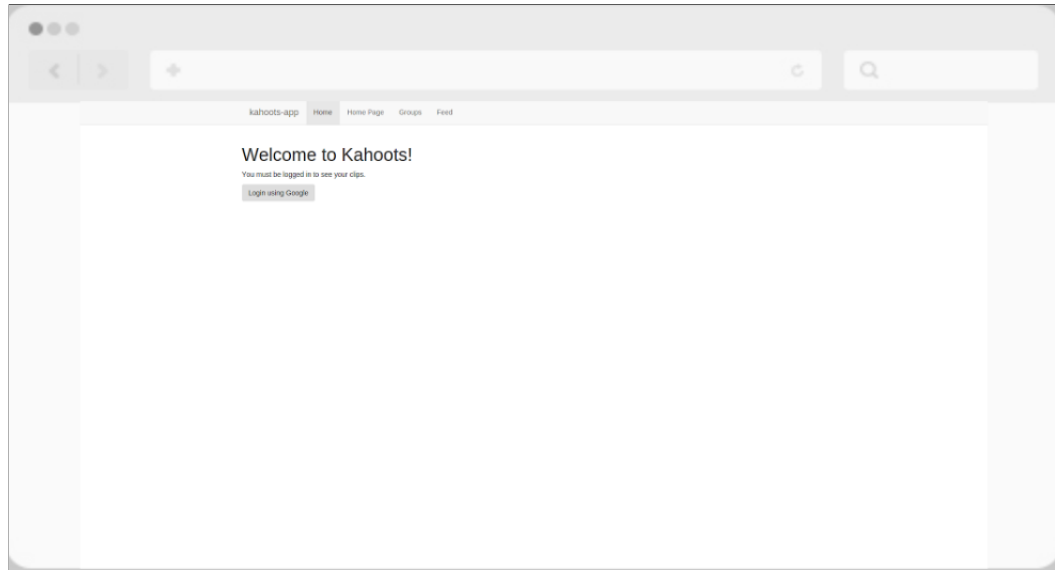 kahoots-app Home Home Page Groups Feed
Welcome to Kahoots!
You must be logged in to see your clips.
Login using Google